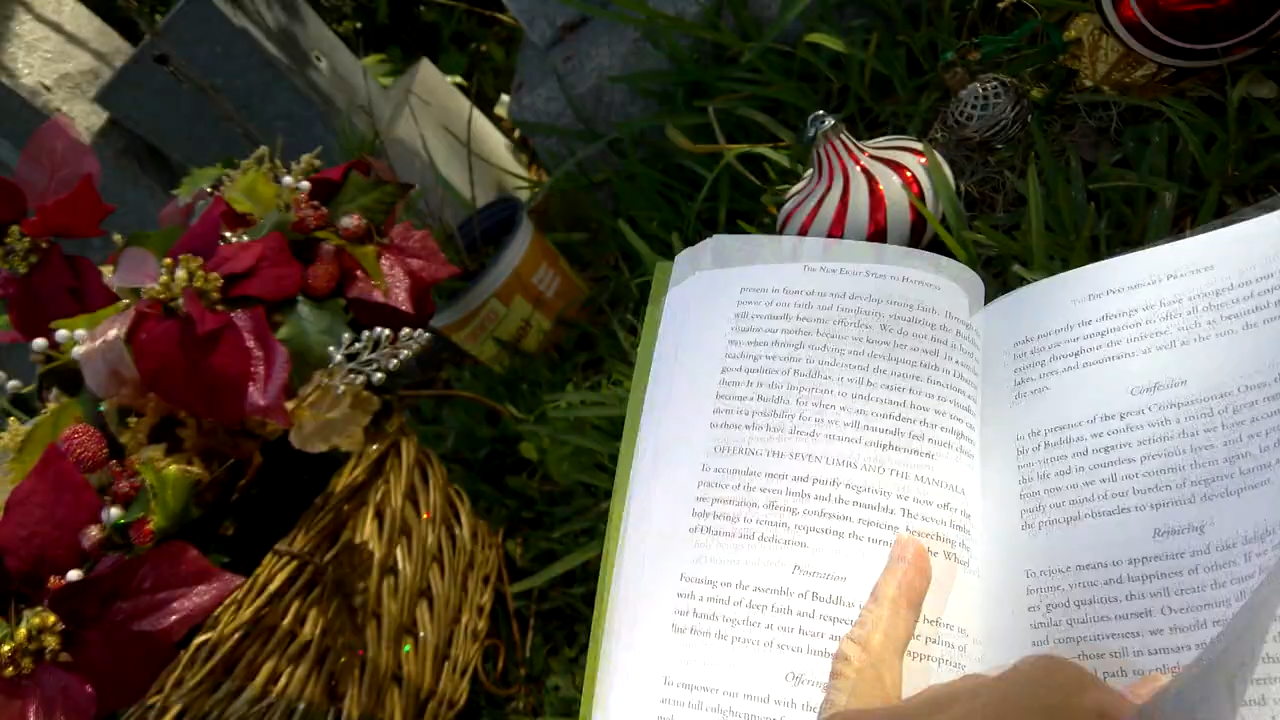 THE NEW EIGHT STEPS TO HAPPINESS
present in front of us and develop strong faith. Through the
power of our faith and familiarity, visualizing the Buddhas
will eventually become effortless. We do not find it hard to
visualize our mother, because we know her so well. In a similar
way, when through studying and developing faith in Dharma
teachings we come to understand the nature, functions and
good qualities of Buddhas, it will be easier for us to visualize
them. It is also important to understand how we too can
become a Buddha, for when we are confident that enlighten-
ment is a possibility for us we will naturally feel much closer
to those who have already attained enlightenment.
OFFERING THE SEVEN LIMBS AND THE MANDALA
To accumulate merit and purify negativity we now offer the
practice of the seven limbs and the mandala. The seven limbs
are: prostration, offering, confession, rejoicing, beseeching the
holy beings to remain, requesting the turning the Wheel
of Dharma and dedication.
Prostration
Focusing on the assembly of Buddhas before us,
with a mind of deep faith and respect, palms of
our hands together at our heart and appropriate
line from the prayer of seven limbs
Offering
To empower our mind with the
attain full enlightenment
THE PRELIMINARY PRACTICES
make not only the offerings we have arranged on our
but also use our imagination to offer all objects of
existing throughout the universe, such as beautiful
lakes, trees and mountains, as well as the sun, the
the stars.
Confession
In the presence of the great Compassionate Ones, the
bly of Buddhas, we confess with a mind of great
non-virtues and negative actions that we have
this life and in countless previous lives, and we
from now on we will not commit them again. By
purify our mind of our burden of negative karma
the principal obstacles to spiritual development.
Rejoicing
To rejoice means to appreciate and take delight
fortune, virtue and happiness of others. If we
ers good qualities, this will create the cause
similar qualities ourself. Overcoming all
and competitiveness, we should
—those still in samsara
path to